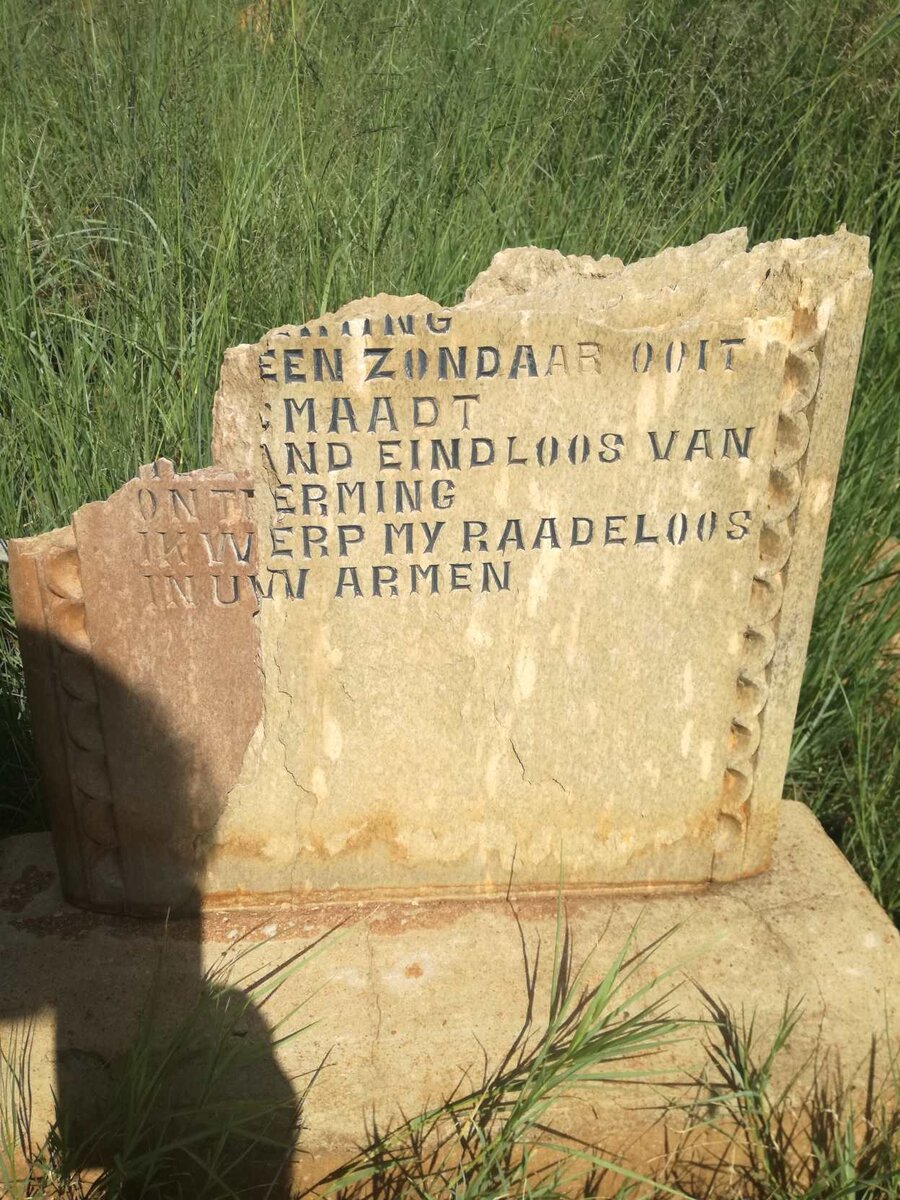 EEN ZONDAAR OOIT
MAADT
AND EINDLOOS VAN
ONTFERMING
IK WERP MY RAADELOOS
IN UW ARMEN